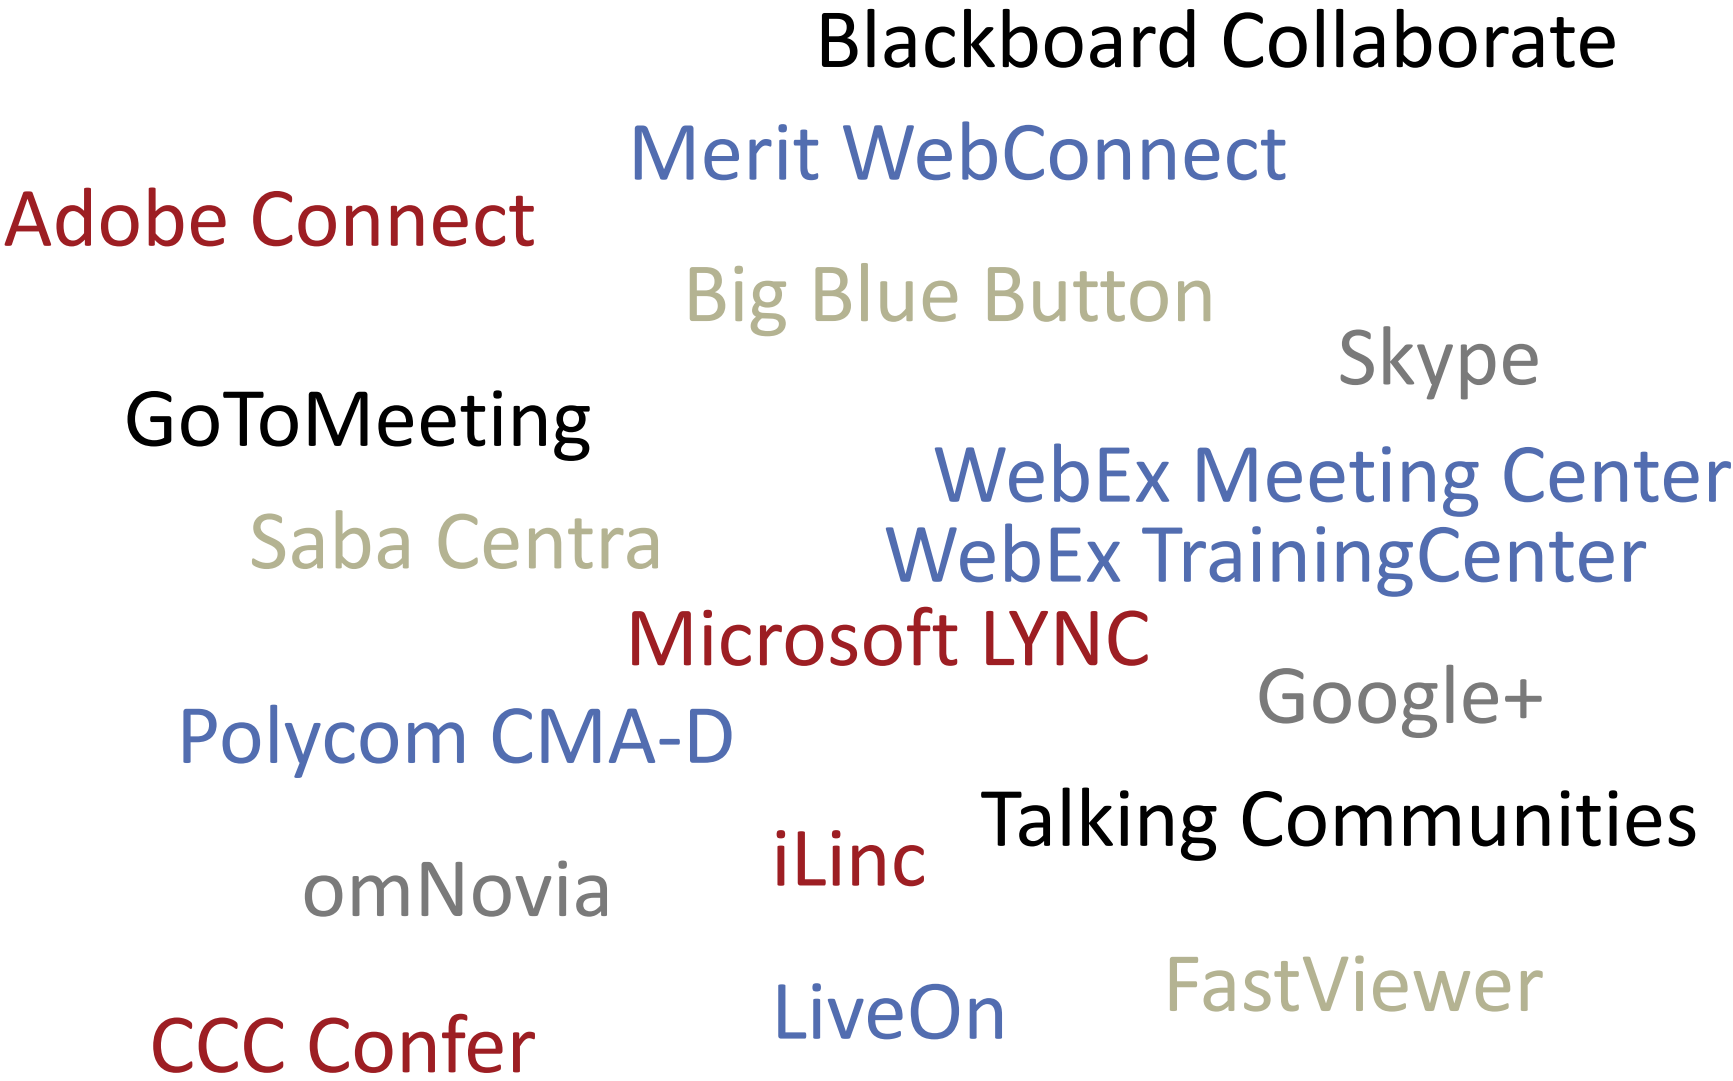 Blackboard Collaborate
Merit WebConnect
Adobe Connect
Big Blue Button
Skype
GoToMeeting
WebEx Meeting Center
Saba Centra
WebEx TrainingCenter
Microsoft LYNC
Google+
Polycom CMA-D
Talking Communities
iLinc
omNovia
FastViewer
LiveOn
CCC Confer